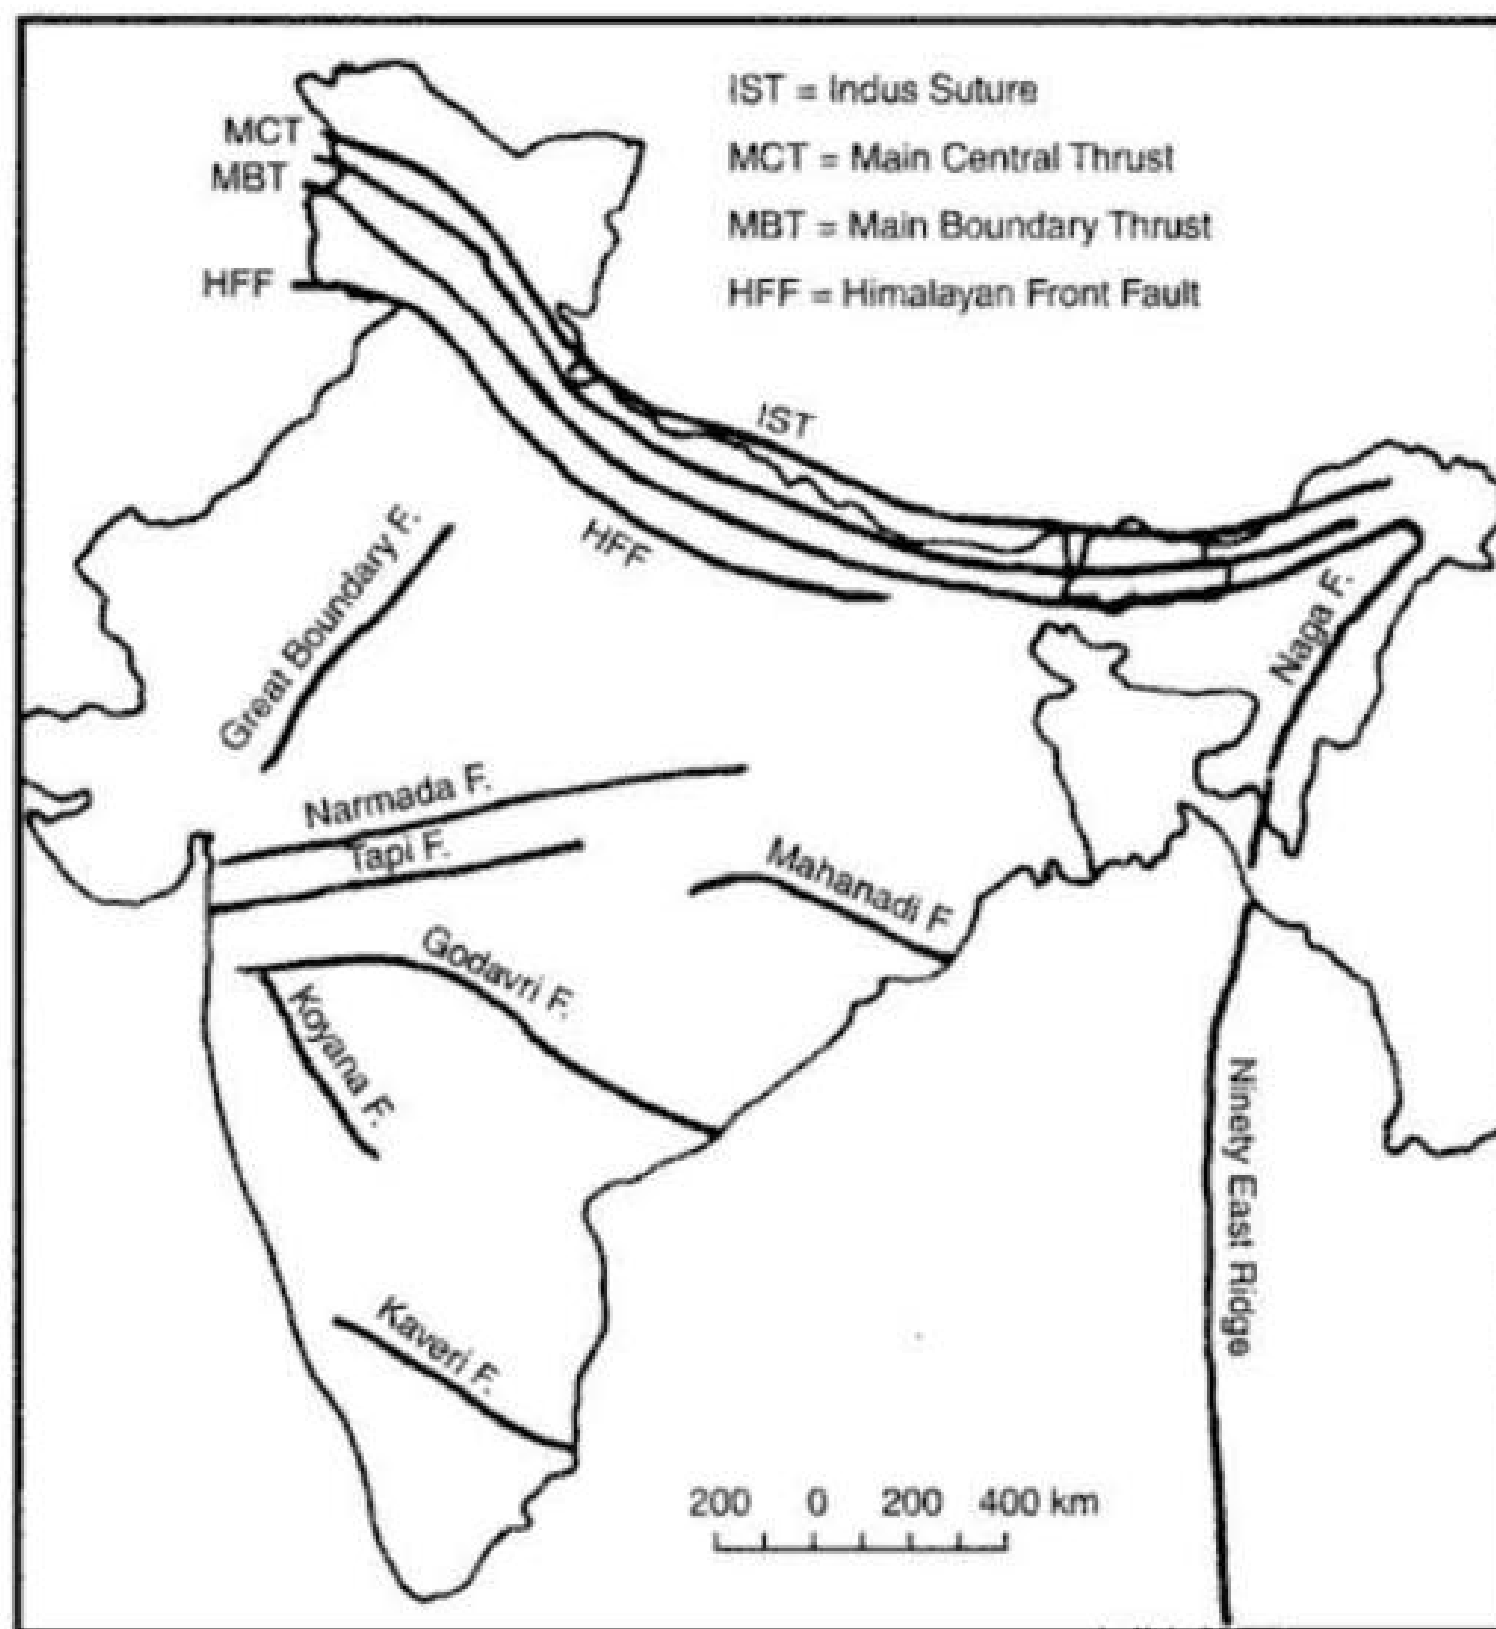 IST = Indus Suture
MCT = Main Central Thrust
MBT = Main Boundary Thrust
HFF = Himalayan Front Fault
MCT
MBT
HFF
IST
HFF
Great Boundary F.
Naga F.
Narmada F.
Tapi F.
Mahanadi F
Godavri F.
Koyana F.
Ninety East Ridge
Kaveri F.
200 0 200 400 km